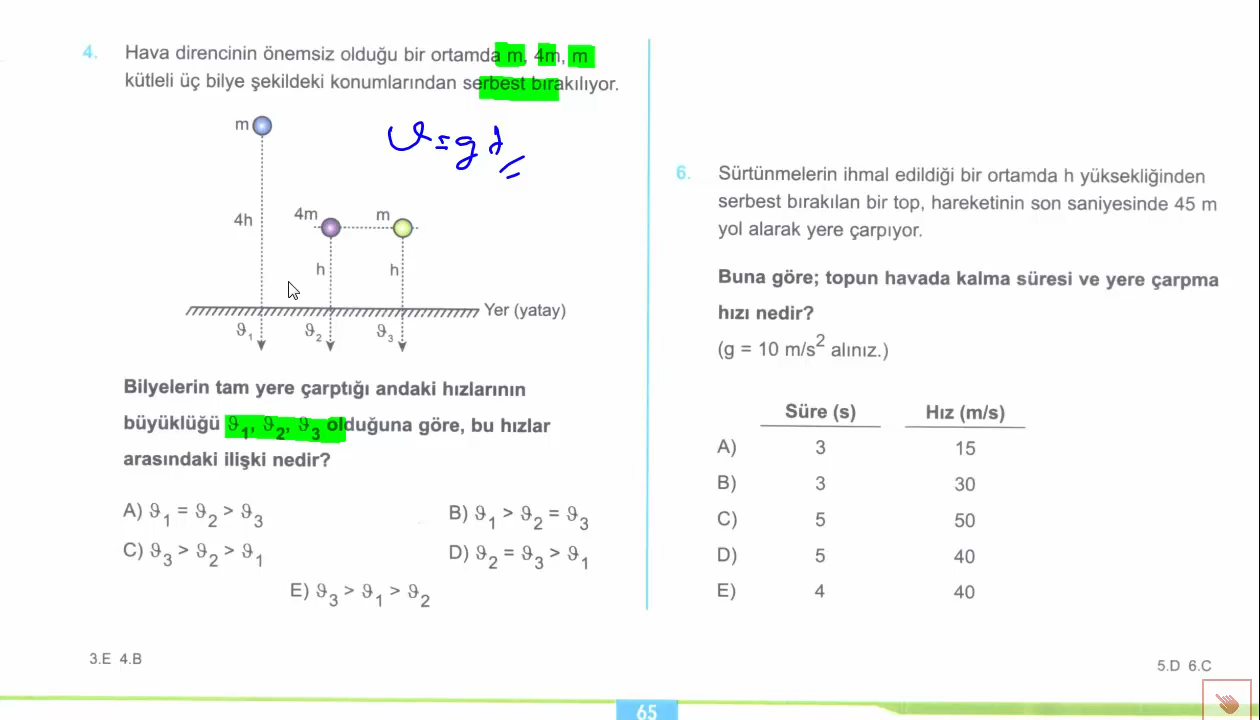 4. Hava direncinin önemsiz olduğu bir ortamda m, 4m, m
kütleli üç bilye şekildeki konumlarından serbest bırakılıyor.
m
ϑ = g t
4h
4m
m
h
h
Yer (yatay)
ϑ1
ϑ2
ϑ3
Bilyelerin tam yere çarptığı andaki hızlarının
büyüklüğü ϑ1, ϑ2, ϑ3 olduğuna göre, bu hızlar
arasındaki ilişki nedir?
A) ϑ1 = ϑ2 > ϑ3
B) ϑ1 > ϑ2 = ϑ3
C) ϑ3 > ϑ2 > ϑ1
D) ϑ2 = ϑ3 > ϑ1
E) ϑ3 > ϑ1 > ϑ2
3.E 4.B
6. Sürtünmelerin ihmal edildiği bir ortamda h yüksekliğinden
serbest bırakılan bir top, hareketinin son saniyesinde 45 m
yol alarak yere çarpıyor.
Buna göre; topun havada kalma süresi ve yere çarpma
hızı nedir?
(g = 10 m/s² alınız.)
Süre (s) Hız (m/s)
A) 3 15
B) 3 30
C) 5 50
D) 5 40
E) 4 40
5.D 6.C
65